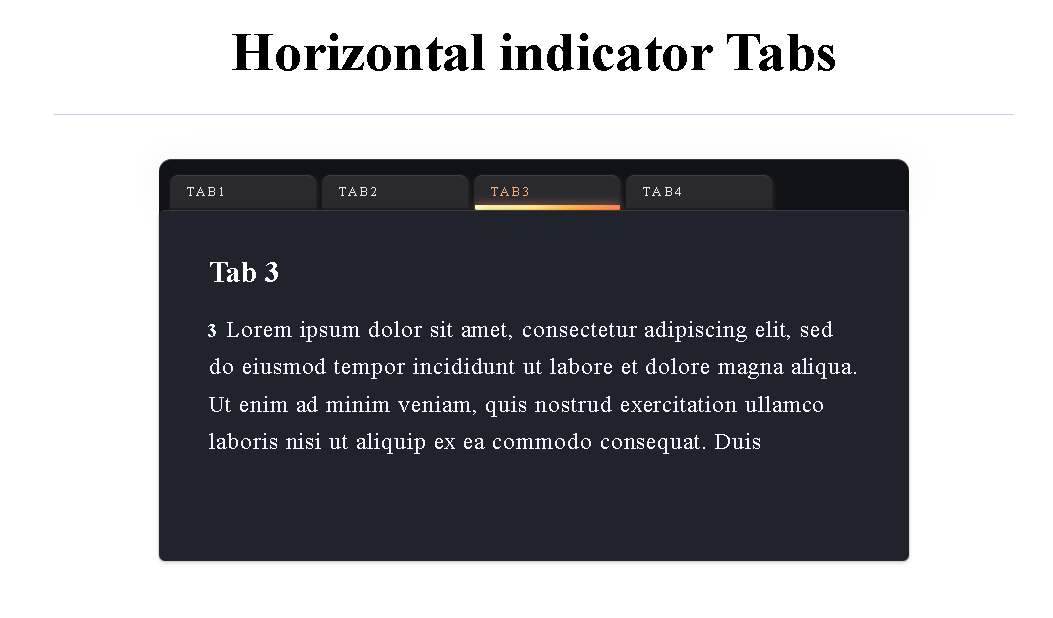 Horizontal indicator Tabs
TAB1 TAB2 TAB3 TAB4
Tab 3
3 Lorem ipsum dolor sit amet, consectetur adipiscing elit, sed
do eiusmod tempor incididunt ut labore et dolore magna aliqua.
Ut enim ad minim veniam, quis nostrud exercitation ullamco
laboris nisi ut aliquip ex ea commodo consequat. Duis